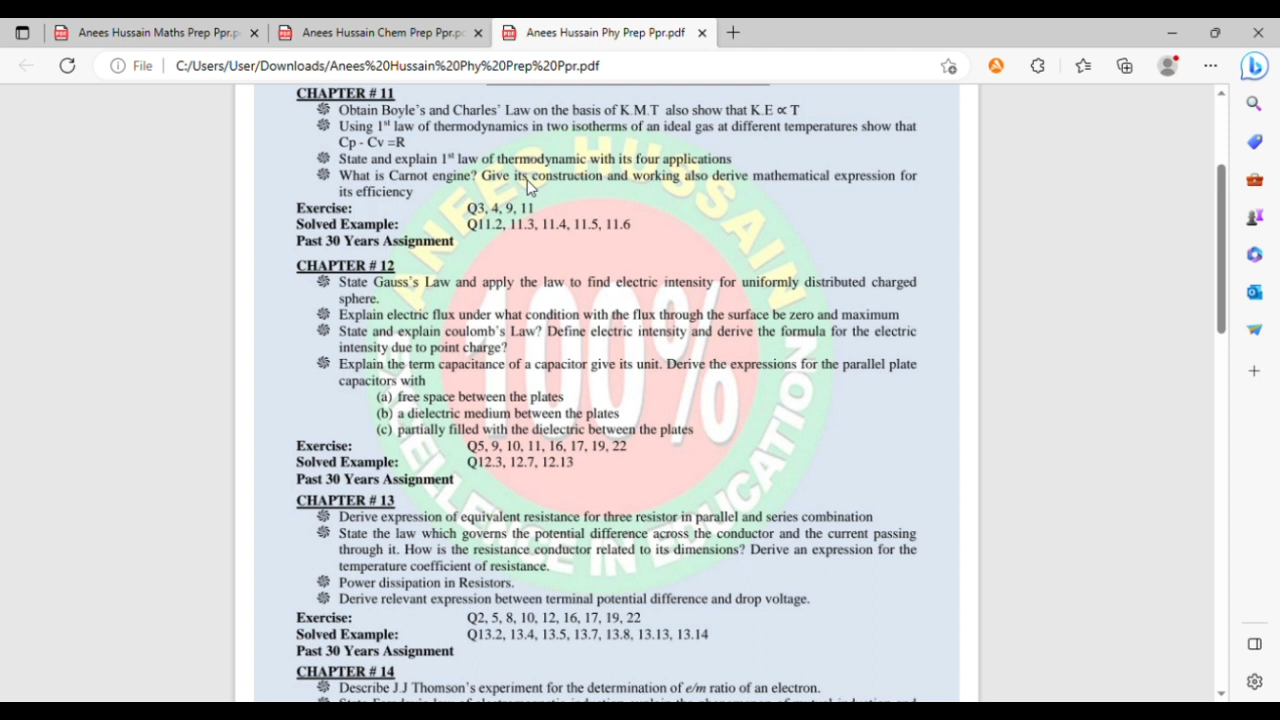 Anees Hussain Maths Prep Ppr.p
Anees Hussain Chem Prep Ppr.pc
Anees Hussain Phy Prep Ppr.pdf
File
C:/Users/User/Downloads/Anees%20Hussain%20Phy%20Prep%20Ppr.pdf
CHAPTER # 11
Obtain Boyle's and Charles' Law on the basis of K.M.T also show that K.E ∝ T
Using 1st law of thermodynamics in two isotherms of an ideal gas at different temperatures show that
Cp - Cv =R
State and explain 1st law of thermodynamic with its four applications
What is Carnot engine? Give its construction and working also derive mathematical expression for
its efficiency
Exercise: Q3, 4, 9, 11
Solved Example: Q11.2, 11.3, 11.4, 11.5, 11.6
Past 30 Years Assignment
CHAPTER # 12
State Gauss's Law and apply the law to find electric intensity for uniformly distributed charged
sphere.
Explain electric flux under what condition with the flux through the surface be zero and maximum
State and explain coulomb's Law? Define electric intensity and derive the formula for the electric
intensity due to point charge?
Explain the term capacitance of a capacitor give its unit. Derive the expressions for the parallel plate
capacitors with
(a) free space between the plates
(b) a dielectric medium between the plates
(c) partially filled with the dielectric between the plates
Exercise: Q5, 9, 10, 11, 16, 17, 19, 22
Solved Example: Q12.3, 12.7, 12.13
Past 30 Years Assignment
CHAPTER # 13
Derive expression of equivalent resistance for three resistor in parallel and series combination
State the law which governs the potential difference across the conductor and the current passing
through it. How is the resistance conductor related to its dimensions? Derive an expression for the
temperature coefficient of resistance.
Power dissipation in Resistors.
Derive relevant expression between terminal potential difference and drop voltage.
Exercise: Q2, 5, 8, 10, 12, 16, 17, 19, 22
Solved Example: Q13.2, 13.4, 13.5, 13.7, 13.8, 13.13, 13.14
Past 30 Years Assignment
CHAPTER # 14
Describe J.J Thomson's experiment for the determination of e/m ratio of an electron.
ANEES HUSSAIN
100%
EXCELLENCE IN EDUCATION